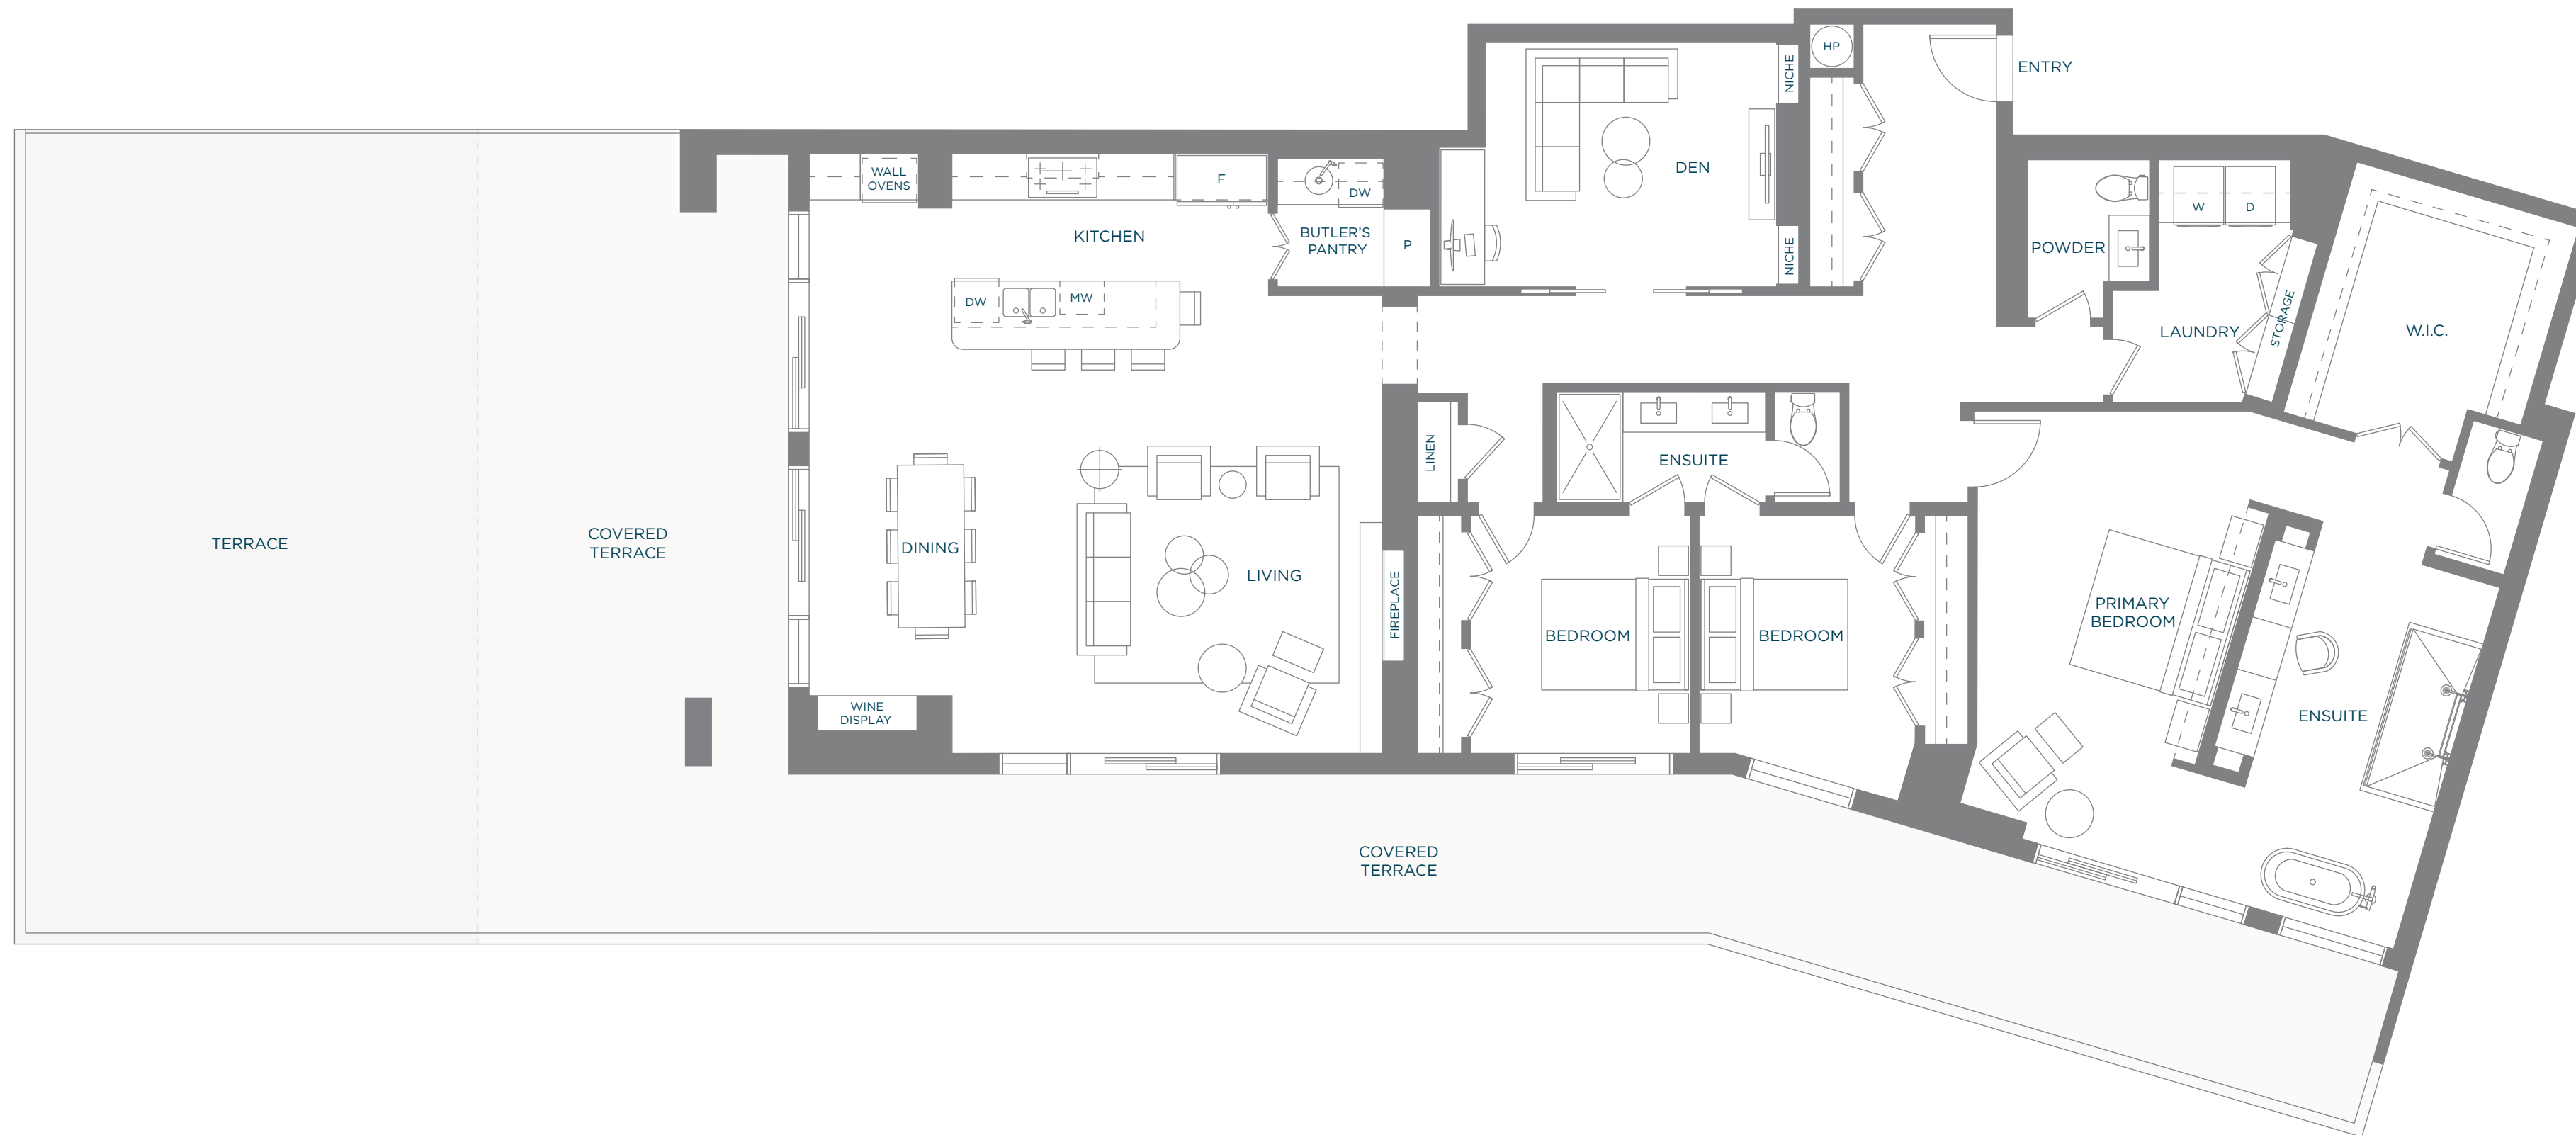 HP
NICHE
ENTRY
WALL
OVENS
F
DW
DEN
W
D
KITCHEN
BUTLER'S
PANTRY
P
NICHE
POWDER
DW
MW
LAUNDRY
STORAGE
W.I.C.
LINEN
ENSUITE
TERRACE
COVERED
TERRACE
DINING
LIVING
FIREPLACE
BEDROOM
BEDROOM
PRIMARY
BEDROOM
ENSUITE
WINE
DISPLAY
COVERED
TERRACE